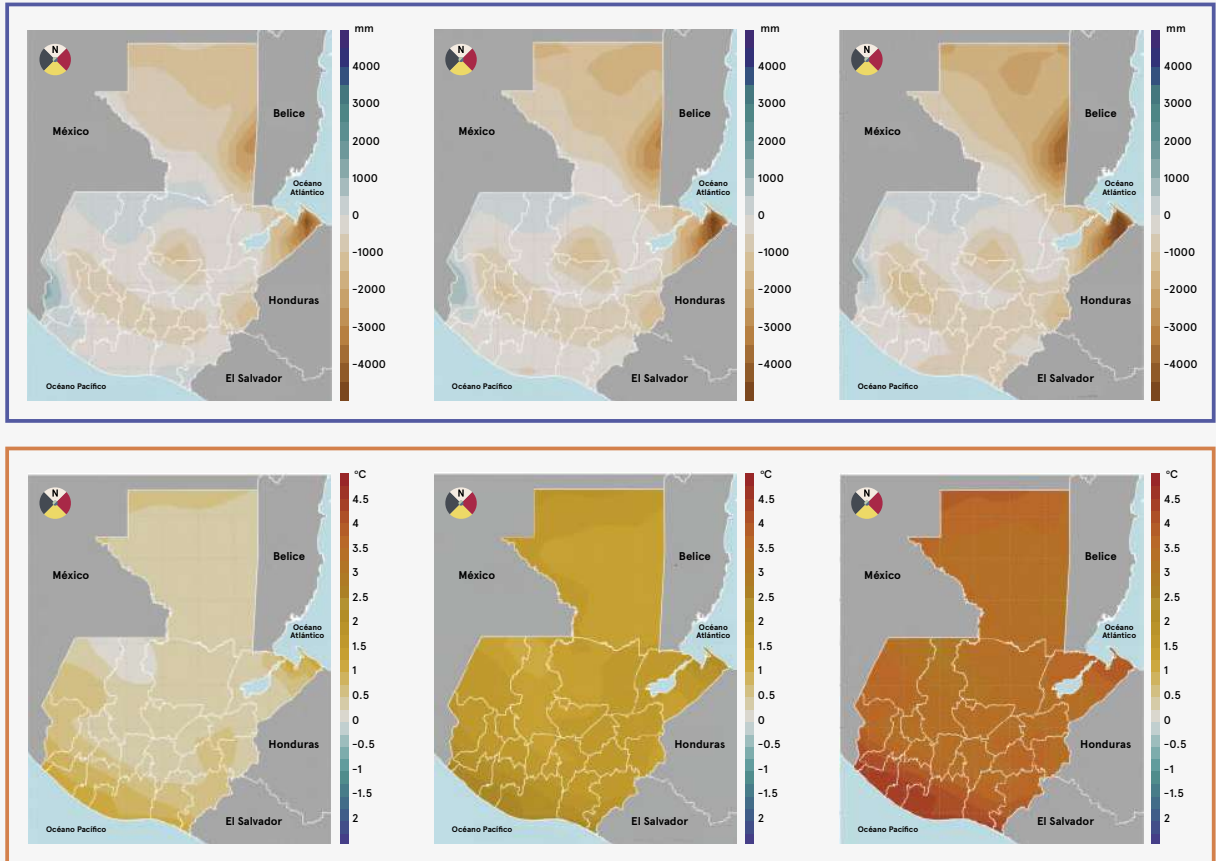 mm
4000
3000
2000
1000
0
-1000
-2000
-3000
-4000
N
México
Belice
Océano
Atlántico
Honduras
El Salvador
Océano Pacífico
mm
4000
3000
2000
1000
0
-1000
-2000
-3000
-4000
N
México
Belice
Océano
Atlántico
Honduras
El Salvador
Océano Pacífico
mm
4000
3000
2000
1000
0
-1000
-2000
-3000
-4000
N
México
Belice
Océano
Atlántico
Honduras
El Salvador
Océano Pacífico
°C
4.5
4
3.5
3
2.5
2
1.5
1
0.5
0
-0.5
-1
-1.5
2
N
México
Belice
Océano
Atlántico
Honduras
El Salvador
Océano Pacífico
°C
4.5
4
3.5
3
2.5
2
1.5
1
0.5
0
-0.5
-1
-1.5
2
N
México
Belice
Océano
Atlántico
Honduras
El Salvador
Océano Pacífico
°C
4.5
4
3.5
3
2.5
2
1.5
1
0.5
0
-0.5
-1
-1.5
2
N
México
Belice
Océano
Atlántico
Honduras
El Salvador
Océano Pacífico